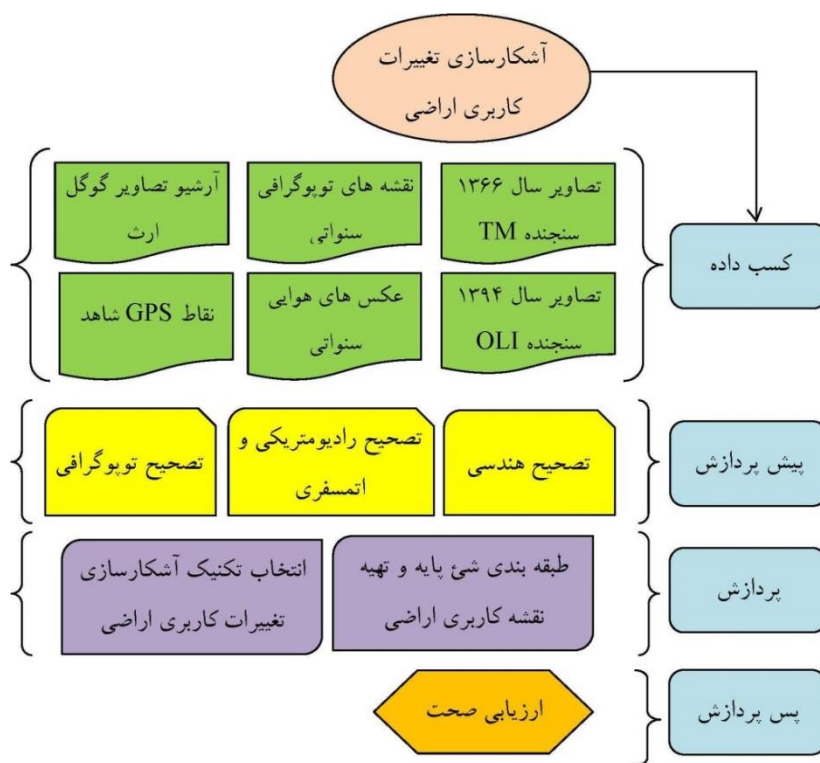 آشکارسازی تغییرات
کاربری اراضی
کسب داده
تصاویر سال ۱۳۶۶
سنجنده TM
نقشه های توپوگرافی
سنواتی
آرشیو تصاویر گوگل
ارث
تصاویر سال ۱۳۹۴
سنجنده OLI
عکس های هوایی
سنواتی
نقاط GPS شاهد
پیش پردازش
تصحیح هندسی
تصحیح رادیومتریکی و
اتمسفری
تصحیح توپوگرافی
پردازش
طبقه بندی شئ پایه و تهیه
نقشه کاربری اراضی
انتخاب تکنیک آشکارسازی
تغییرات کاربری اراضی
پس پردازش
ارزیابی صحت